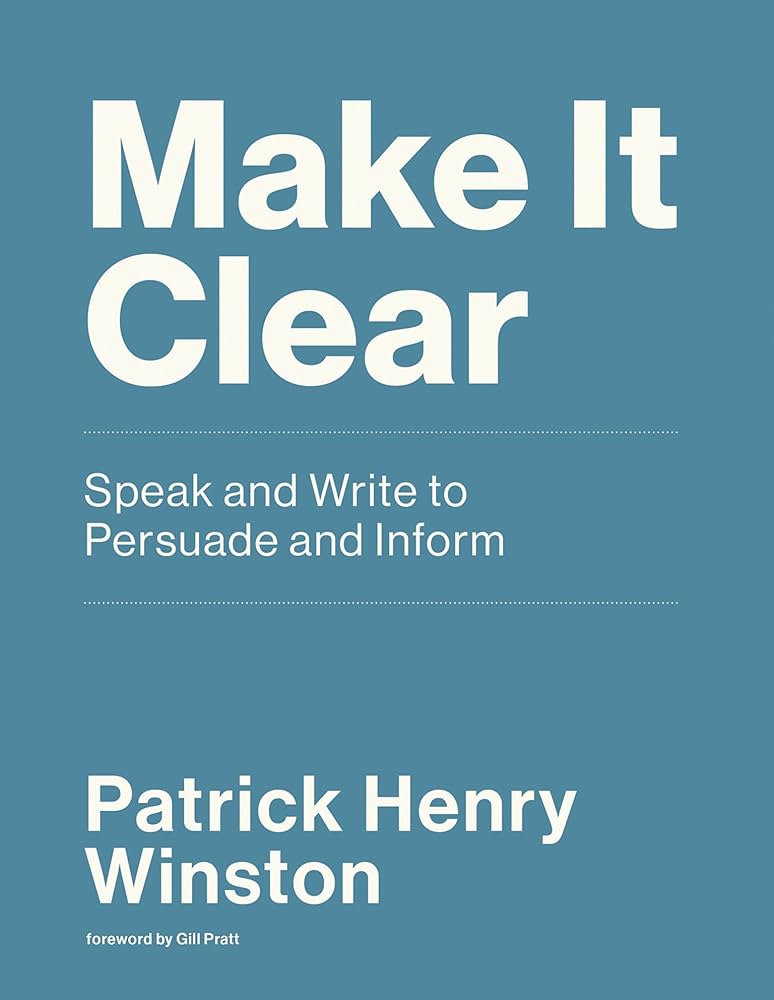 Make It
Clear
Speak and Write to
Persuade and Inform
Patrick Henry
Winston
foreword by Gill Pratt